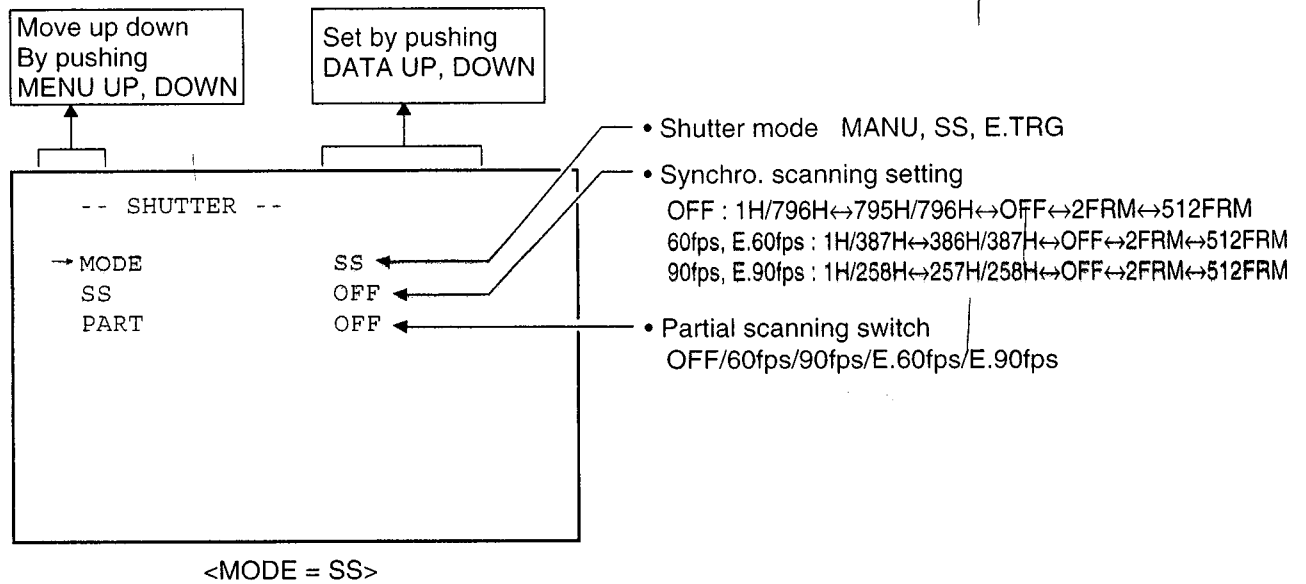 Move up down
By pushing
MENU UP, DOWN
Set by pushing
DATA UP, DOWN
• Shutter mode MANU, SS, E.TRG
• Synchro. scanning setting
OFF : 1H/796H↔795H/796H↔OFF↔2FRM↔512FRM
60fps, E.60fps : 1H/387H↔386H/387H↔OFF↔2FRM↔512FRM
90fps, E.90fps : 1H/258H↔257H/258H↔OFF↔2FRM↔512FRM
• Partial scanning switch
OFF/60fps/90fps/E.60fps/E.90fps
-- SHUTTER --
→MODE SS
SS OFF
PART OFF
<MODE = SS>